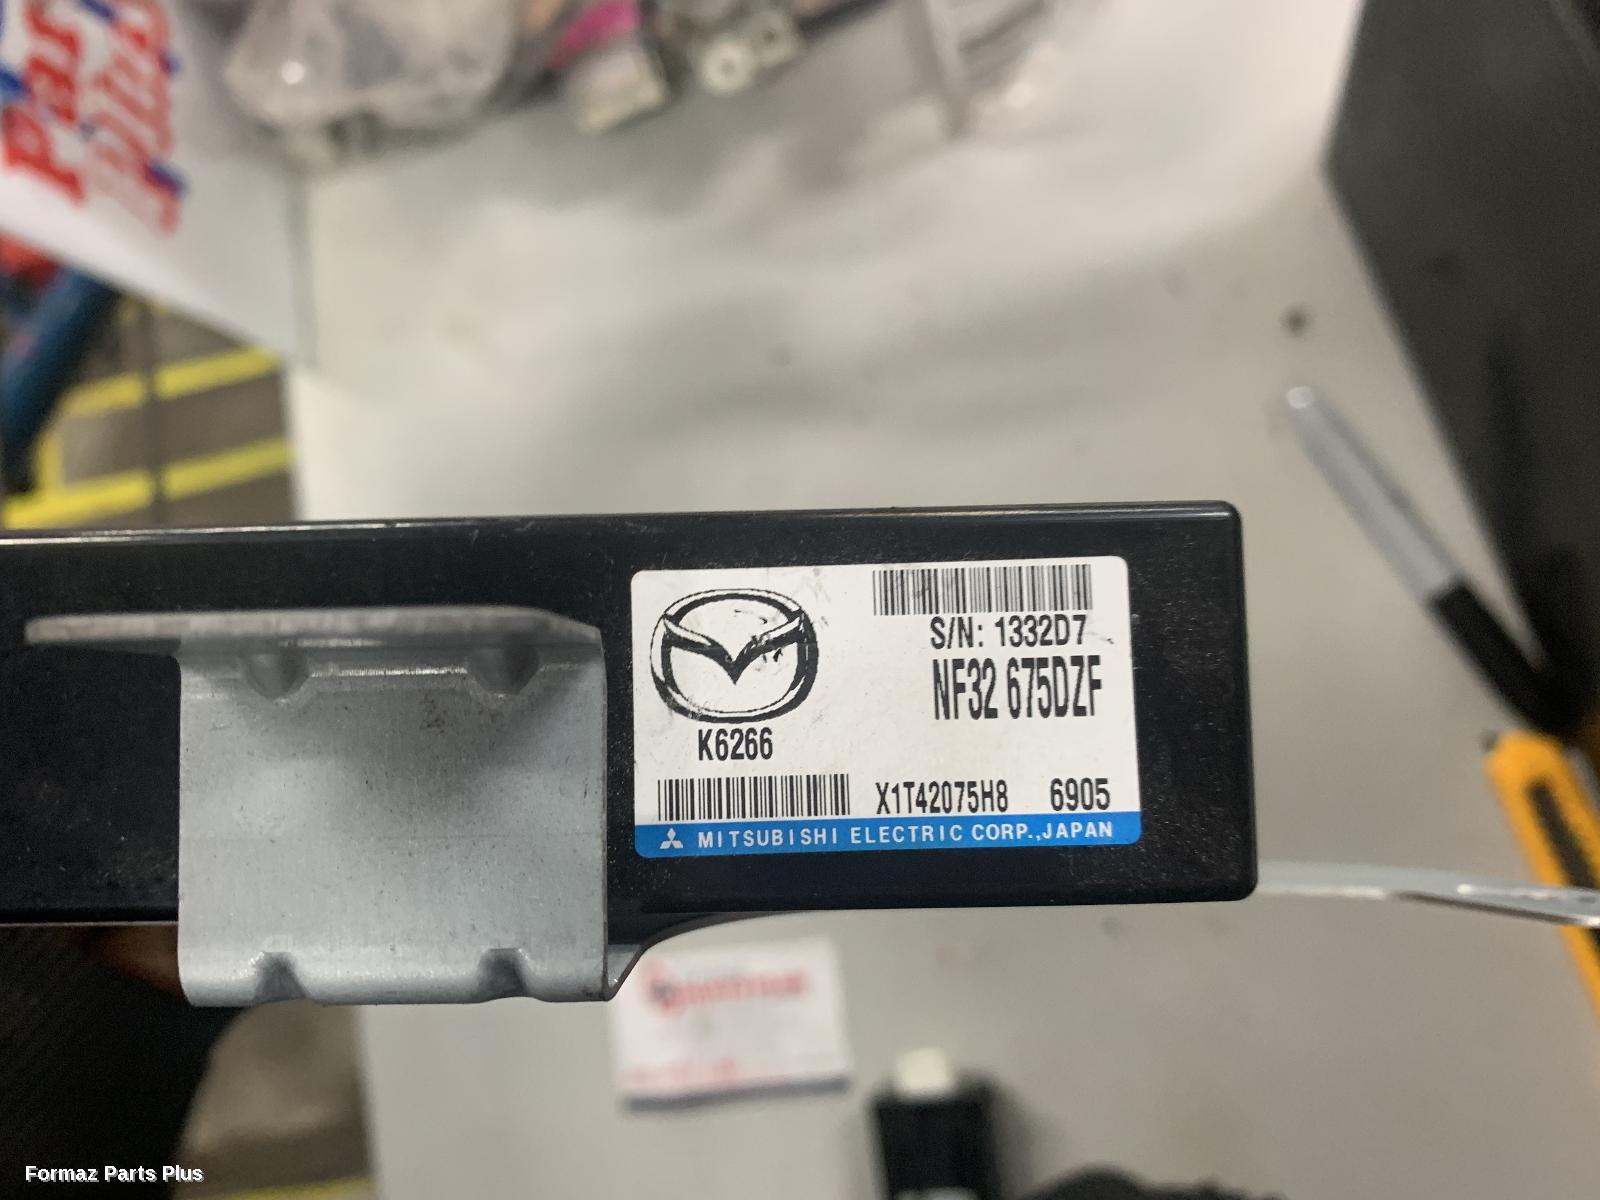 S/N: 1332D7
NF32 675DZF
K6266
X1T42075H8 6905
MITSUBISHI ELECTRIC CORP.,JAPAN
Formaz Parts Plus